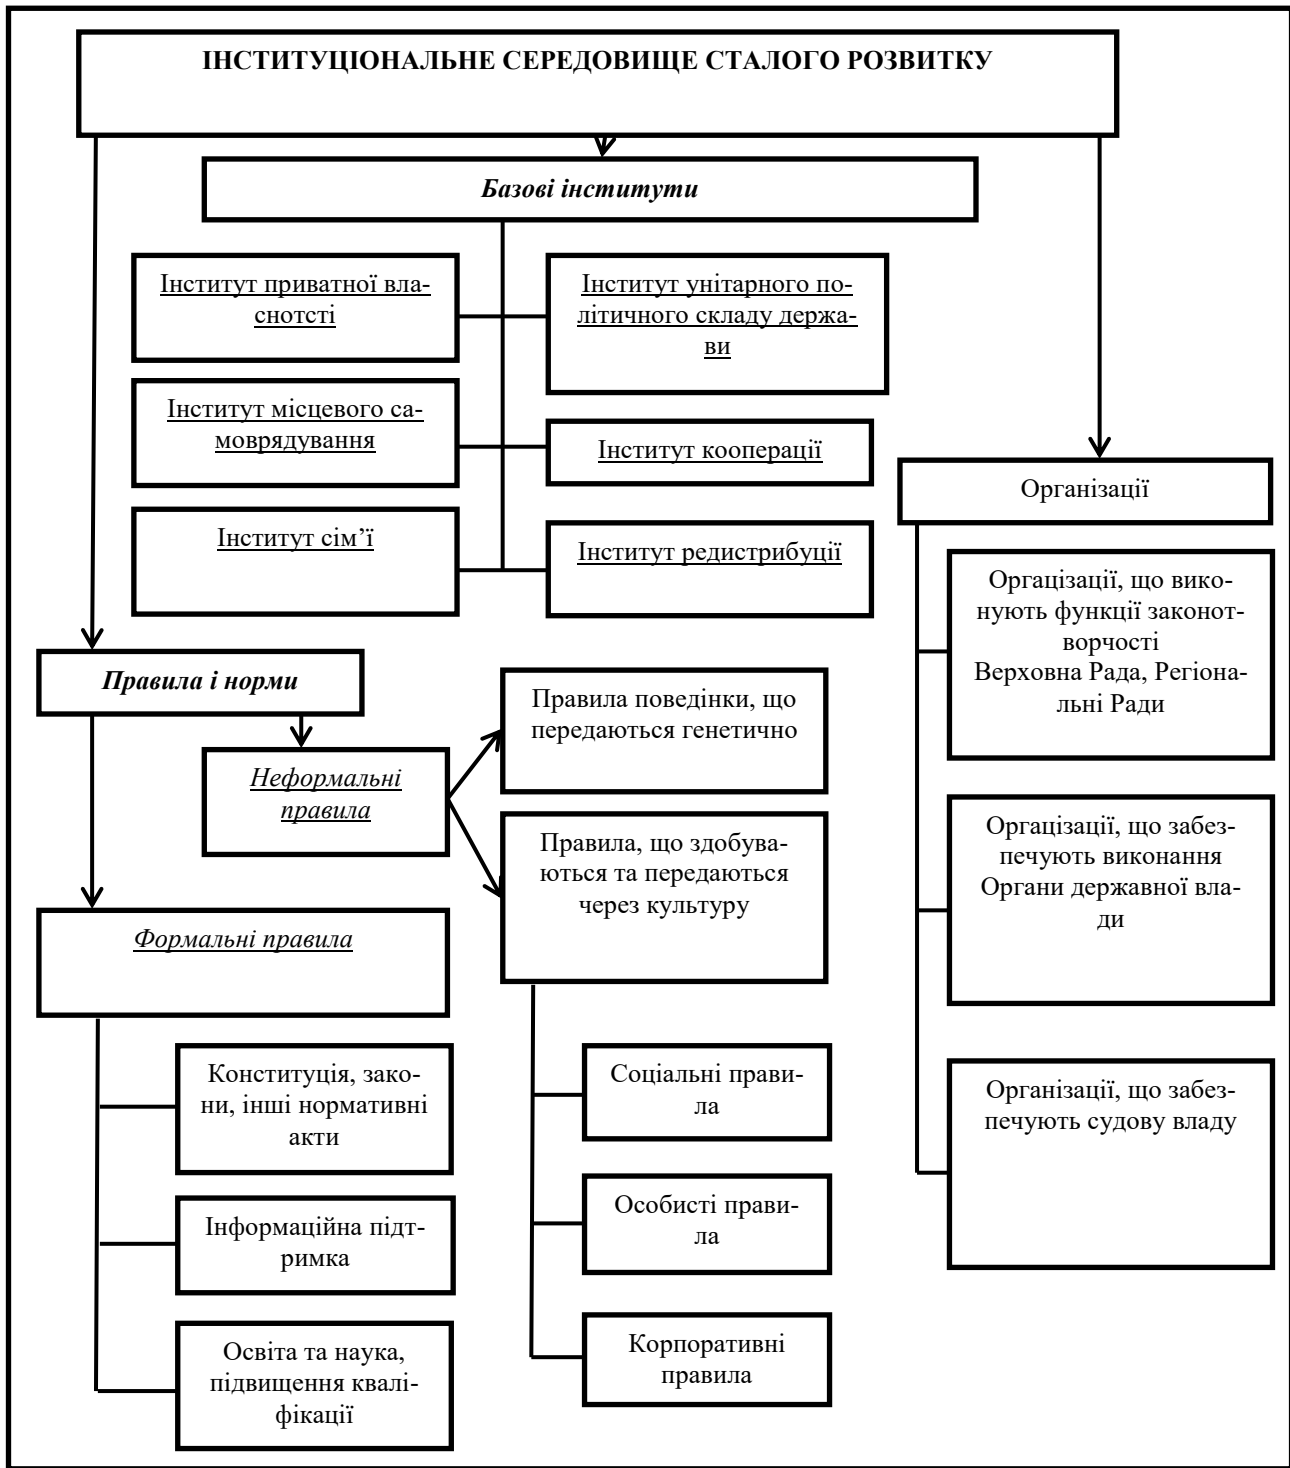 ІНСТИТУЦІОНАЛЬНЕ СЕРЕДОВИЩЕ СТАЛОГО РОЗВИТКУ
Базові інститути
Інститут приватної вла-
снотсті
Інститут унітарного по-
літичного складу держа-
ви
Інститут місцевого са-
моврядування
Інститут кооперації
Інститут сім’ї
Інститут редистрибуції
Організації
Оргацізації, що вико-
нують функції законот-
ворчості
Верховна Рада, Регіона-
льні Ради
Оргацізації, що забез-
печують виконання
Органи державної вла-
ди
Організації, що забез-
печують судову владу
Правила і норми
Неформальні
правила
Правила поведінки, що
передаються генетично
Правила, що здобува-
ються та передаються
через культуру
Формальні правила
Конституція, зако-
ни, інші нормативні
акти
Інформаційна підт-
римка
Освіта та наука,
підвищення квалі-
фікації
Соціальні прави-
ла
Особисті прави-
ла
Корпоративні
правила